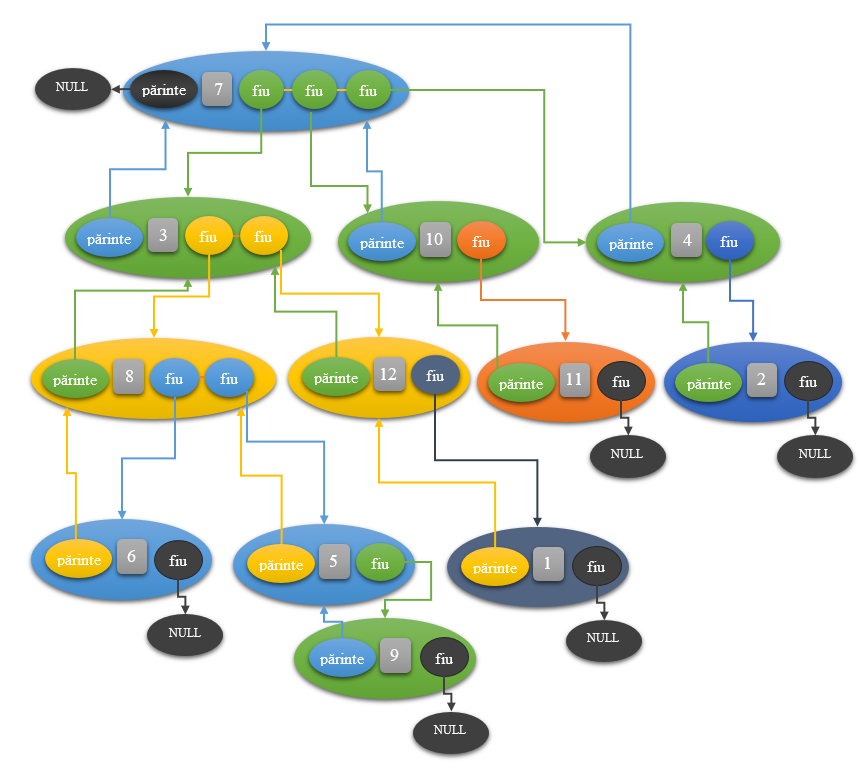 NULL părinte 7 fiu fiu fiu
părinte 3 fiu fiu părinte 10 fiu părinte 4 fiu
părinte 8 fiu fiu părinte 12 fiu părinte 11 fiu părinte 2 fiu
NULL NULL
părinte 6 fiu părinte 5 fiu părinte 1 fiu
NULL NULL
părinte 9 fiu
NULL